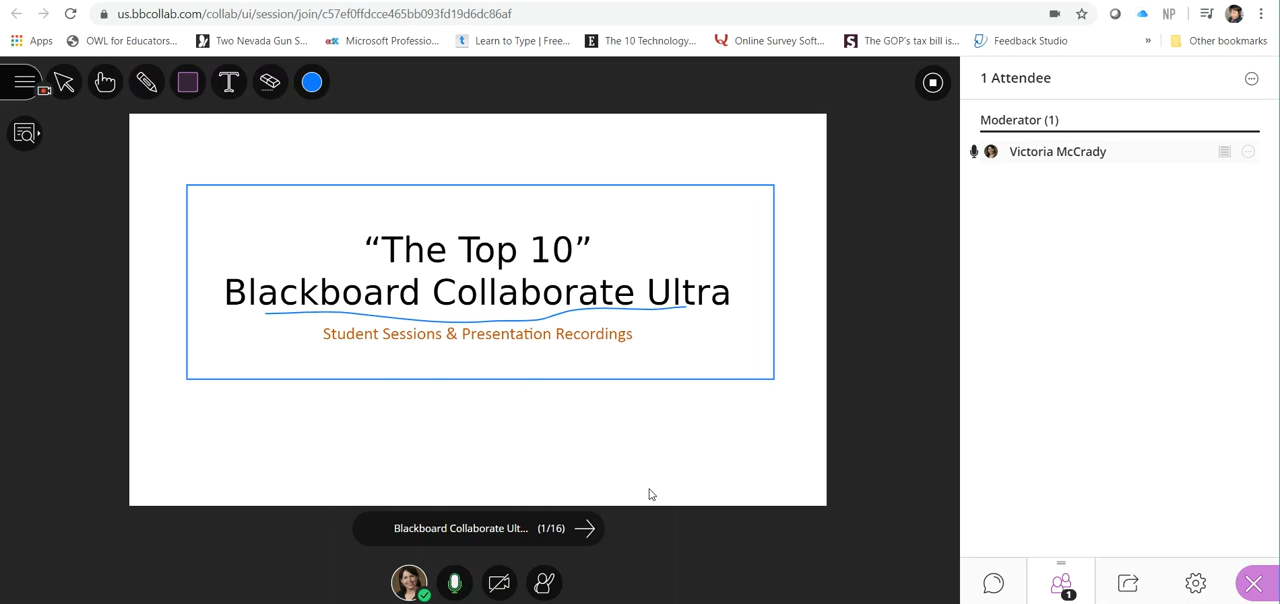 us.bbcollab.com/collab/ui/session/join/c57ef0ffdcce465bb093fd19d6dc86af
NP
Apps
OWL for Educators...
Two Nevada Gun S...
edX
Microsoft Professio...
t
Learn to Type | Free...
E
The 10 Technology...
Online Survey Soft...
S
The GOP's tax bill is...
Feedback Studio
»
Other bookmarks
T
1 Attendee
Moderator (1)
Victoria McCrady
“The Top 10”
Blackboard Collaborate Ultra
Student Sessions & Presentation Recordings
Blackboard Collaborate Ult... (1/16)
1